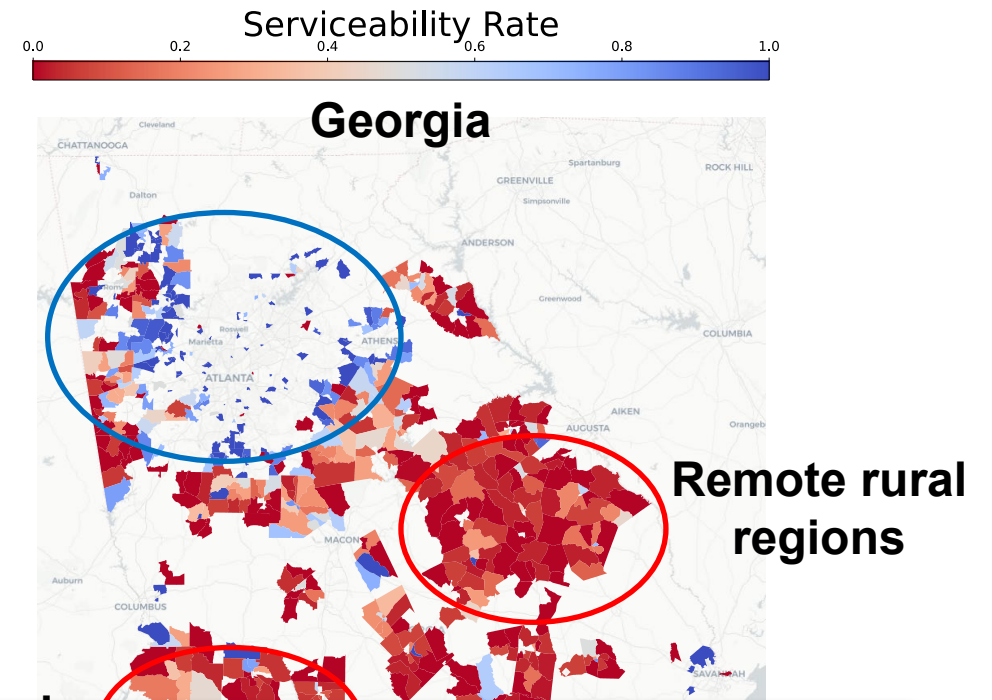 Serviceability Rate
0.0 0.2 0.4 0.6 0.8 1.0
Georgia
Cleveland
CHATTANOOGA
Spartanburg
ROCK HILL
GREENVILLE
Dalton
Simpsonville
ANDERSON
Rome
Greenwood
Roswell
COLUMBIA
Marietta
ATHENS
ATLANTA
AIKEN
AUGUSTA
Orangeb
Remote rural
regions
MACON
Auburn
COLUMBUS
SAVANNAH